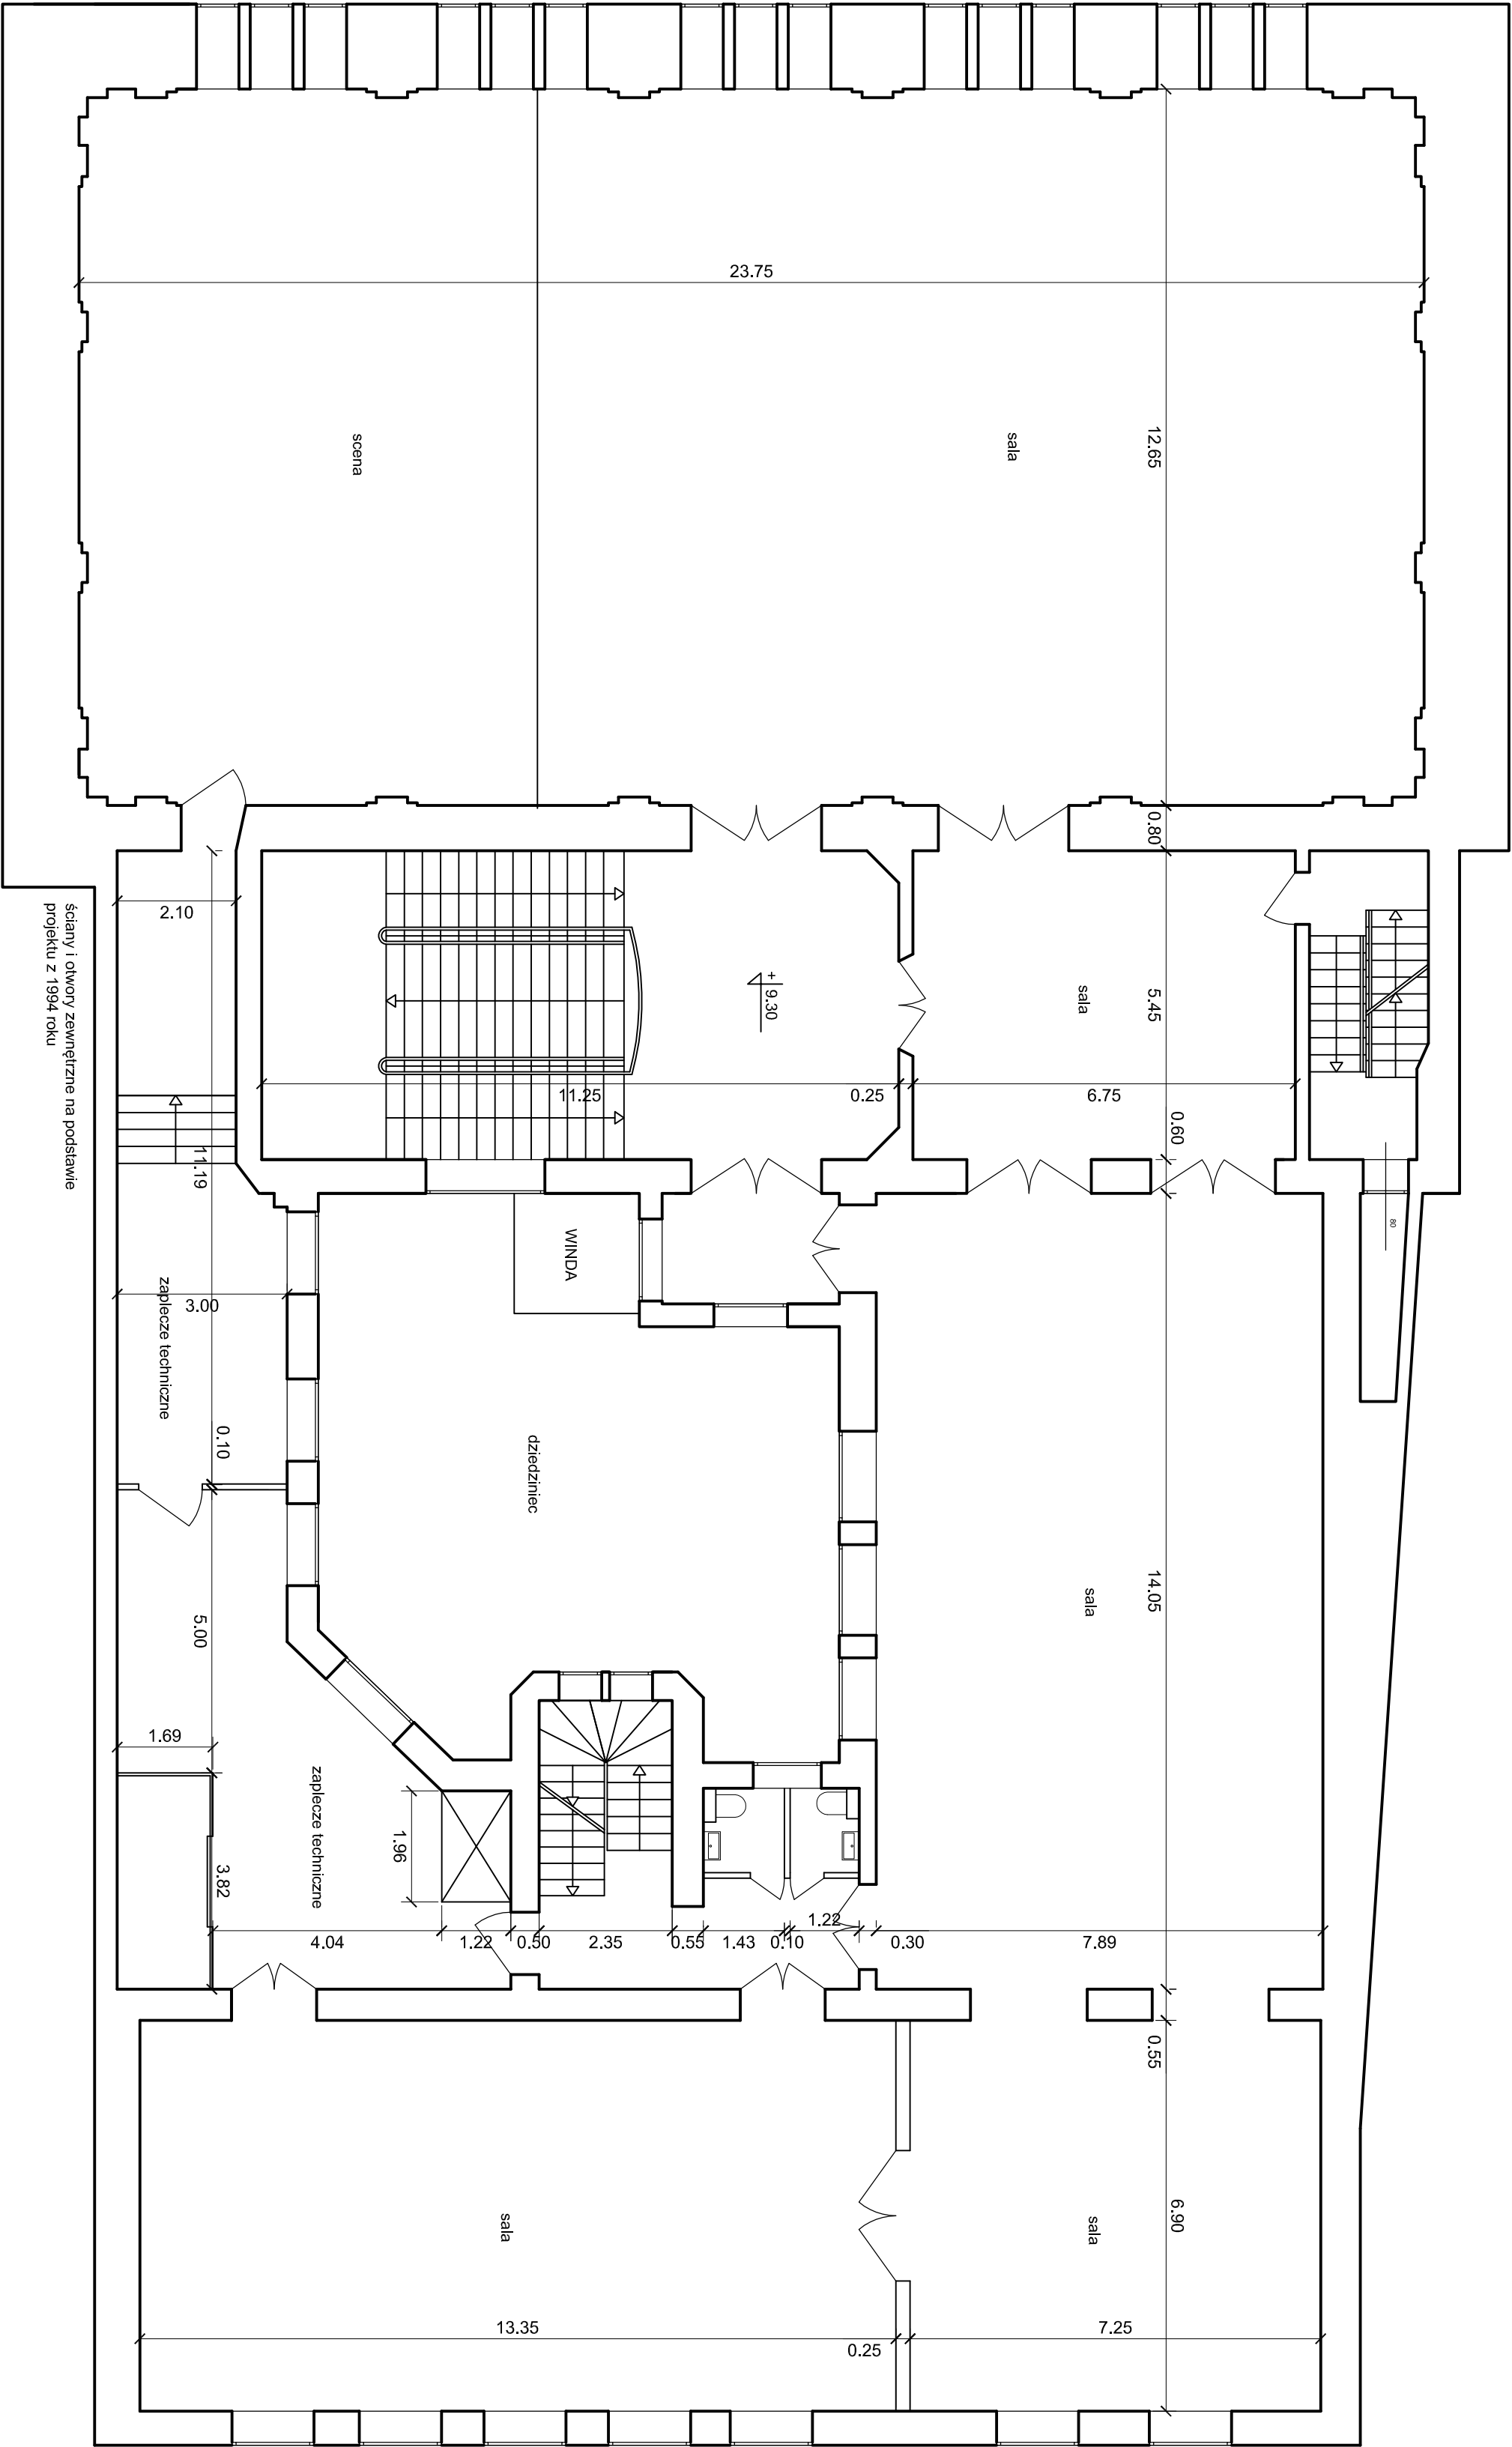 23.75
scena
sala
12.65
0.80
2.10
+ 9.30
sala
5.45
11.25
0.25
6.75
0.60
ściany i otwory zewnętrzne na podstawie
projektu z 1994 roku
11.19
80
WINDA
3.00
zaplecze techniczne
0.10
dziedziniec
14.05
sala
5.00
1.69
zaplecze techniczne
1.96
3.82
4.04
1.22
0.50
2.35
0.55
1.43
0.10
1.22
0.30
7.89
0.55
6.90
sala
sala
13.35
0.25
7.25